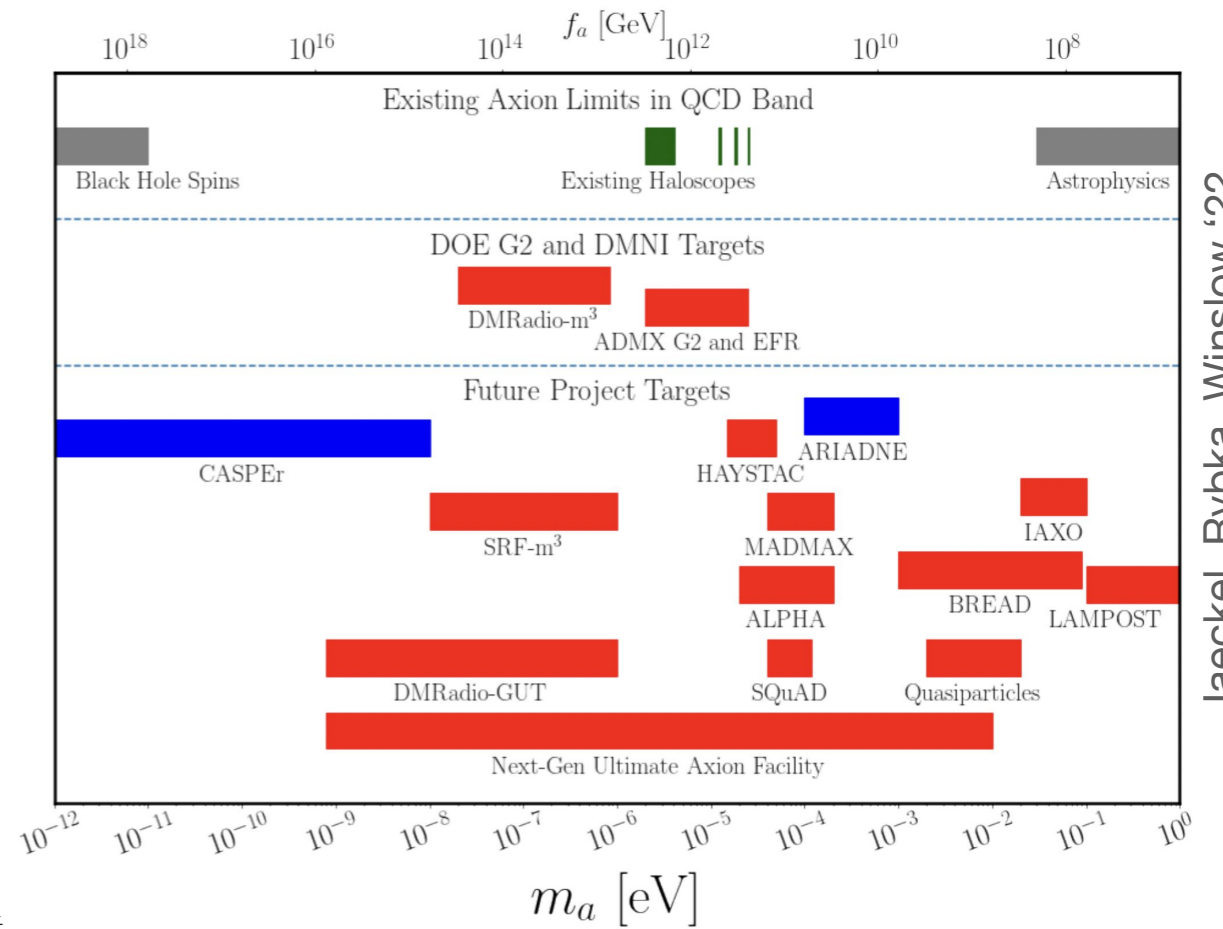 f_a [GeV]
10^18 10^16 10^14 10^12 10^10 10^8
Existing Axion Limits in QCD Band
Black Hole Spins
Existing Haloscopes
Astrophysics
DOE G2 and DMNI Targets
DMRadio-m^3
ADMX G2 and EFR
Future Project Targets
CASPEr
HAYSTAC
ARIADNE
SRF-m^3
MADMAX
IAXO
ALPHA
BREAD
LAMPOST
DMRadio-GUT
SQuAD
Quasiparticles
Next-Gen Ultimate Axion Facility
10^−12 10^−11 10^−10 10^−9 10^−8 10^−7 10^−6 10^−5 10^−4 10^−3 10^−2 10^−1 10^0
m_a [eV]
Jaeckel, Rybka, Winslow ‘22